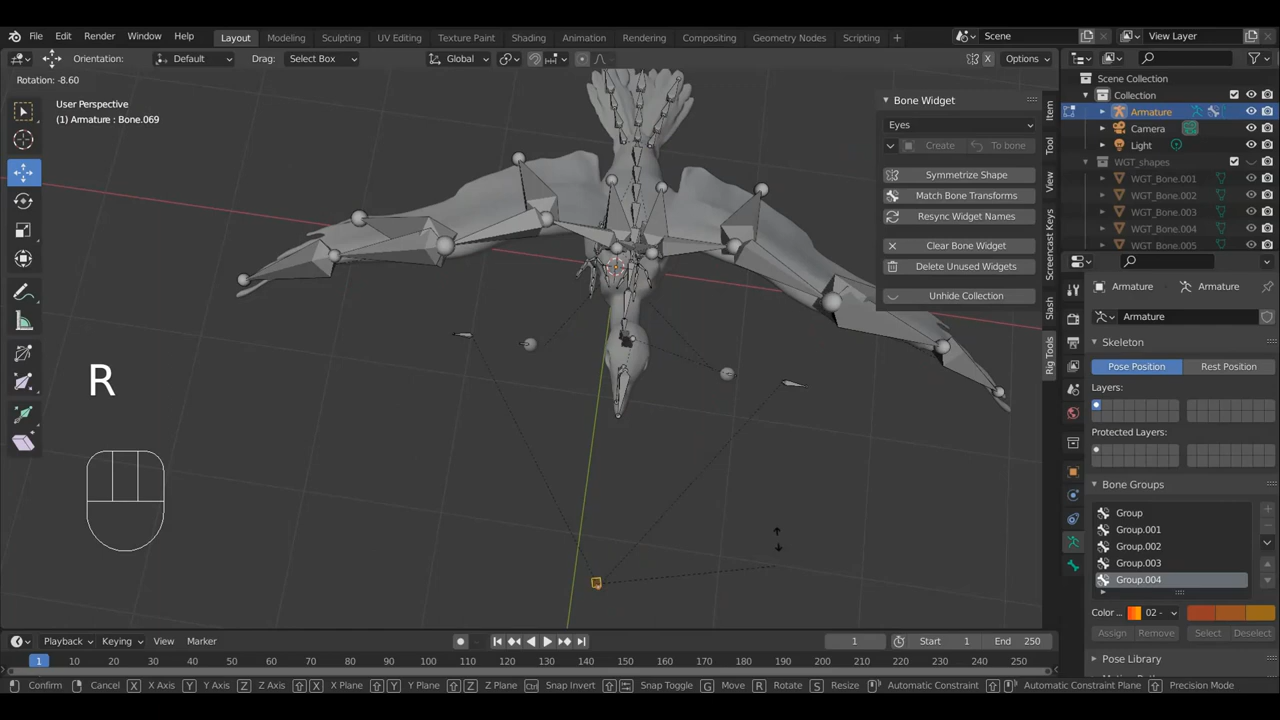 File Edit Render Window Help Layout Modeling Sculpting UV Editing Texture Paint Shading Animation Rendering Compositing Geometry Nodes Scripting + Scene View Layer
Orientation: Default Drag: Select Box Global X Options
Rotation: -8.60
User Perspective
(1) Armature : Bone.069
Bone Widget
Eyes
Create To bone
Symmetrize Shape
Match Bone Transforms
Resync Widget Names
Clear Bone Widget
Delete Unused Widgets
Unhide Collection
Item
Tool
View
Screencast Keys
Slash
Rig Tools
R
Scene Collection
Collection
Armature
Camera
Light
WGT_shapes
WGT_Bone.001
WGT_Bone.002
WGT_Bone.003
WGT_Bone.004
WGT_Bone.005
Armature Armature
Armature
Skeleton
Pose Position Rest Position
Layers:
Protected Layers:
Bone Groups
Group
Group.001
Group.002
Group.003
Group.004
Color ... 02 -
Assign Remove Select Deselect
Pose Library
Playback Keying View Marker 1 Start 1 End 250
1 10 20 30 40 50 60 70 80 90 100 110 120 130 140 150 160 170 180 190 200 210 220 230 240 250
Confirm Cancel X X Axis Y Y Axis Z Z Axis X X Plane Y Y Plane Z Z Plane Ctrl Snap Invert Snap Toggle G Move R Rotate S Resize Automatic Constraint Automatic Constraint Plane Precision Mode